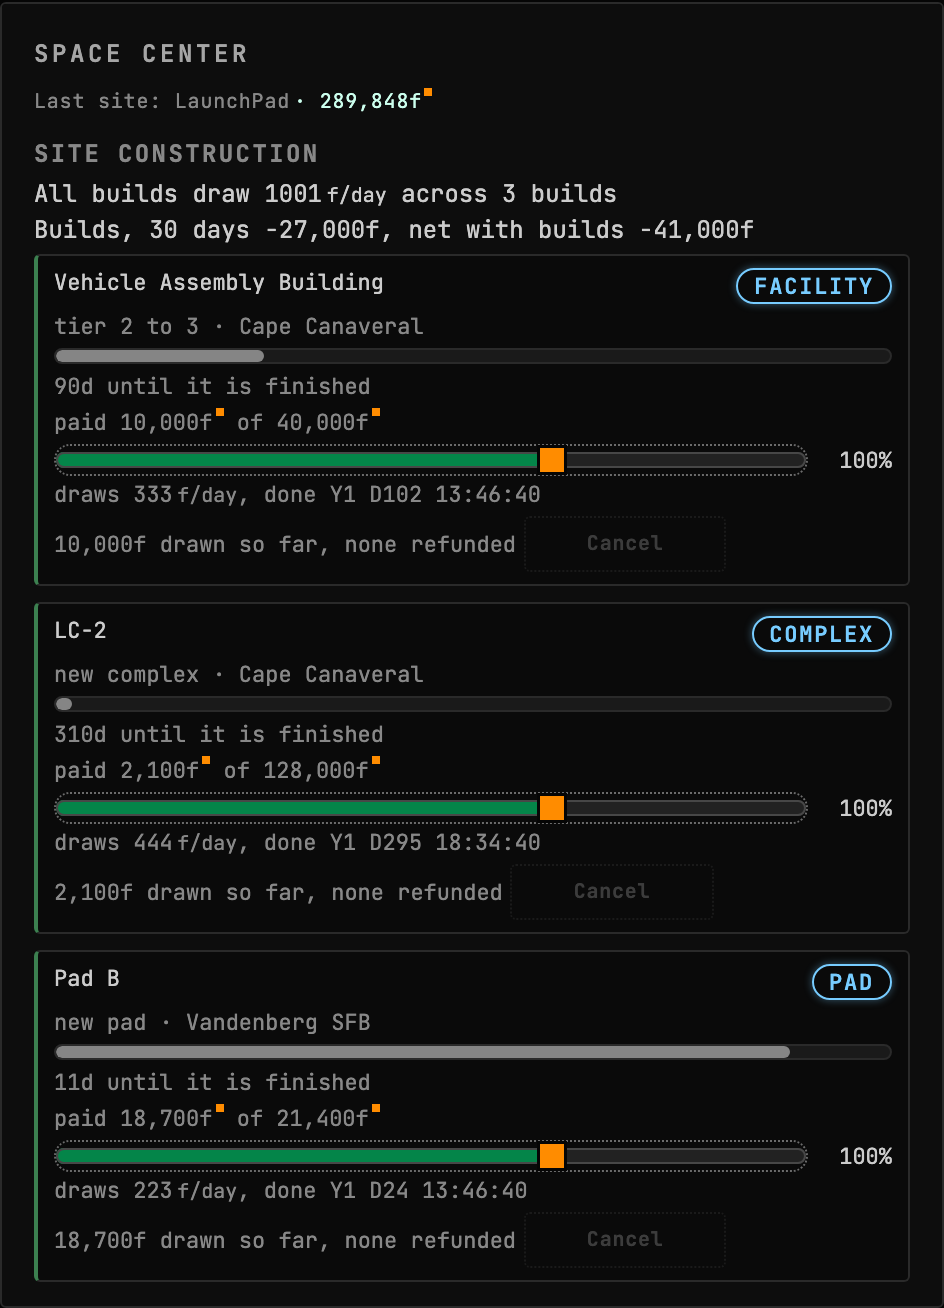 SPACE CENTER
Last site: LaunchPad · 289,848f
SITE CONSTRUCTION
All builds draw 1001 f/day across 3 builds
Builds, 30 days -27,000f, net with builds -41,000f
Vehicle Assembly Building FACILITY
tier 2 to 3 · Cape Canaveral
90d until it is finished
paid 10,000f of 40,000f
100%
draws 333 f/day, done Y1 D102 13:46:40
10,000f drawn so far, none refunded Cancel
LC-2 COMPLEX
new complex · Cape Canaveral
310d until it is finished
paid 2,100f of 128,000f
100%
draws 444 f/day, done Y1 D295 18:34:40
2,100f drawn so far, none refunded Cancel
Pad B PAD
new pad · Vandenberg SFB
11d until it is finished
paid 18,700f of 21,400f
100%
draws 223 f/day, done Y1 D24 13:46:40
18,700f drawn so far, none refunded Cancel